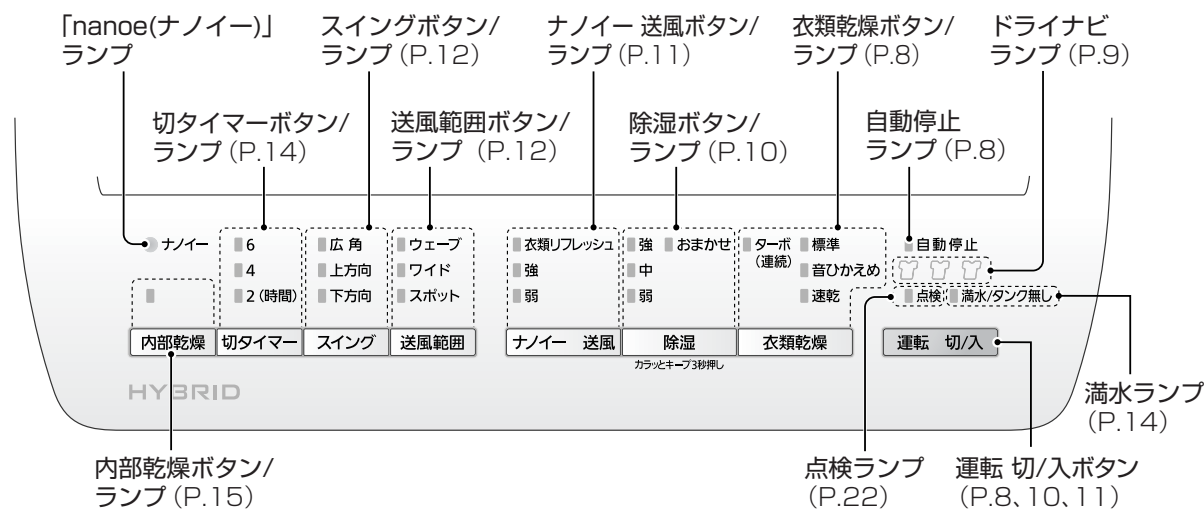 「nanoe(ナノイー)」
ランプ
スイングボタン/
ランプ(P.12)
ナノイー 送風ボタン/
ランプ(P.11)
衣類乾燥ボタン/
ランプ(P.8)
ドライナビ
ランプ(P.9)
切タイマーボタン/
ランプ(P.14)
送風範囲ボタン/
ランプ (P.12)
除湿ボタン/
ランプ(P.10)
自動停止
ランプ(P.8)
ナノイー
6
4
2(時間)
広角
上方向
下方向
ウェーブ
ワイド
スポット
衣類リフレッシュ
強
弱
強
中
弱
おまかせ
ターボ
(連続)
標準
音ひかえめ
速乾
自動停止
点検
満水/タンク無し
内部乾燥
切タイマー
スイング
送風範囲
ナノイー 送風
除湿
カラッとキープ3秒押し
衣類乾燥
運転 切/入
HYBRID
満水ランプ
(P.14)
内部乾燥ボタン/
ランプ(P.15)
点検ランプ
(P.22)
運転 切/入ボタン
(P.8、10、11)